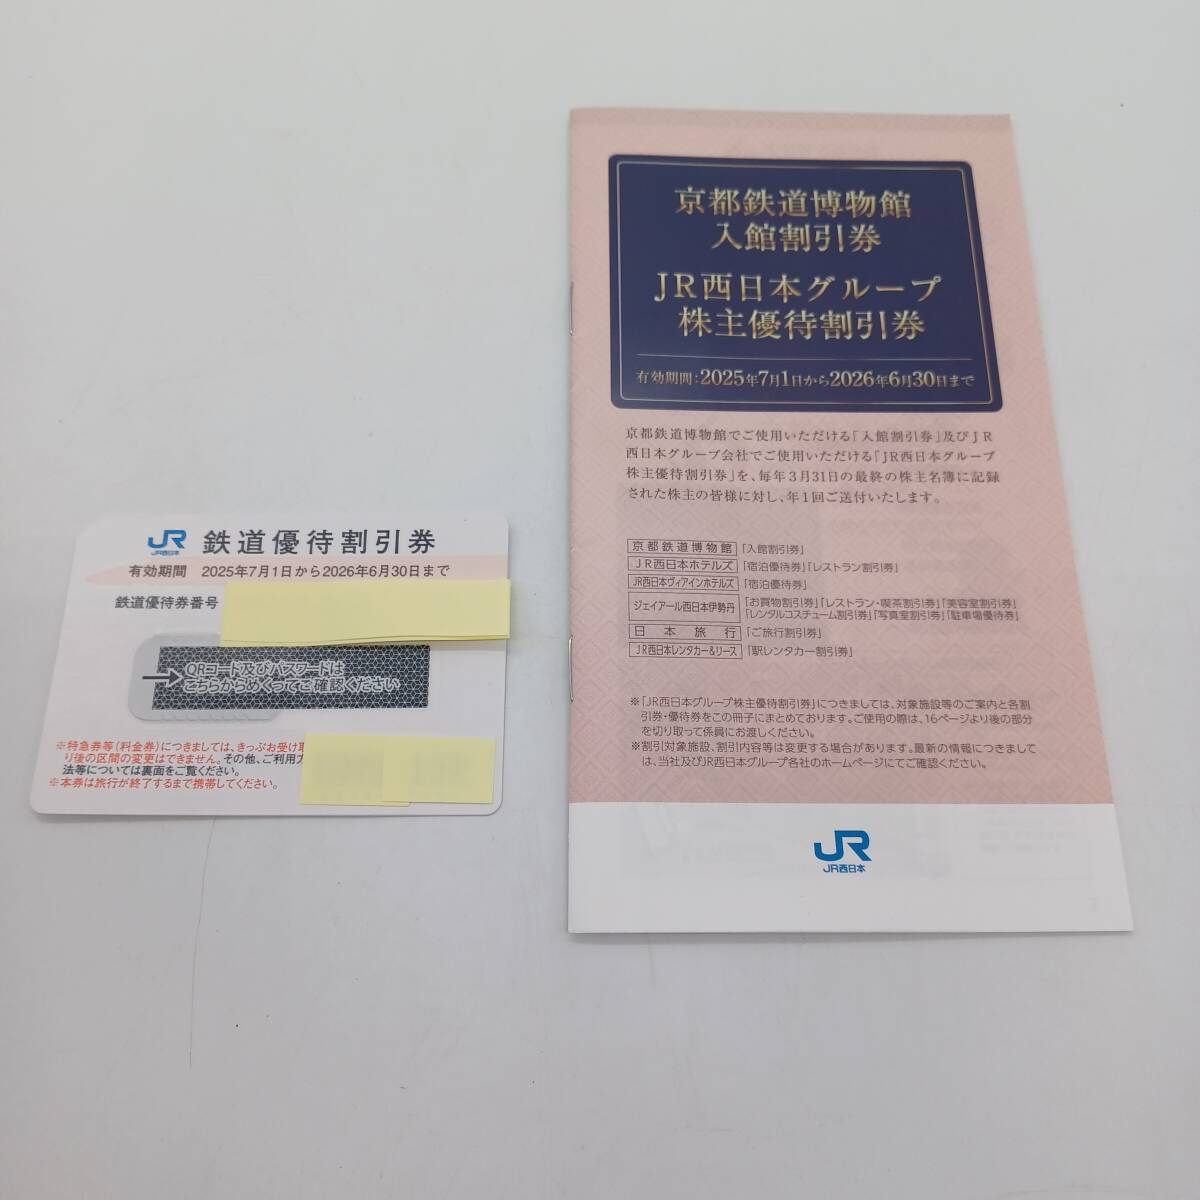 JR
JR西日本
鉄道優待割引券
有効期間 2025年7月1日から2026年6月30日まで
鉄道優待券番号
QRコード及びパスワードは
こちらからめくってご確認ください
※特急券等(料金券)につきましては、きっぷお受け取
り後の区間の変更はできません。その他、ご利用方
法等については裏面をご覧ください。
※本券は旅行が終了するまで携帯してください。
京都鉄道博物館
入館割引券
JR西日本グループ
株主優待割引券
有効期間:2025年7月1日から2026年6月30日まで
京都鉄道博物館でご使用いただける「入館割引券」及びJR
西日本グループ会社でご使用いただける「JR西日本グループ
株主優待割引券」を、毎年3月31日の最終の株主名簿に記録
された株主の皆様に対し、年1回ご送付いたします。
京都鉄道博物館 「入館割引券」
JR西日本ホテルズ 「宿泊優待券」「レストラン割引券」
JR西日本ヴィアインホテルズ 「宿泊優待券」
ジェイアール西日本伊勢丹 「お買物割引券」「レストラン・喫茶割引券」「美容室割引券」
「レンタルコスチューム割引券」「写真室割引券」「駐車場優待券」
日本旅行 「ご旅行割引券」
JR西日本レンタカー&リース 「駅レンタカー割引券」
※「JR西日本グループ株主優待割引券」につきましては、対象施設等のご案内と各割
引券・優待券をこの冊子にまとめております。ご使用の際は、16ページより後の部分
を切り取って係員にお渡しください。
※割引対象施設、割引内容等は変更する場合があります。最新の情報につきまして
は、当社及びJR西日本グループ各社のホームページにてご確認ください。
JR
JR西日本